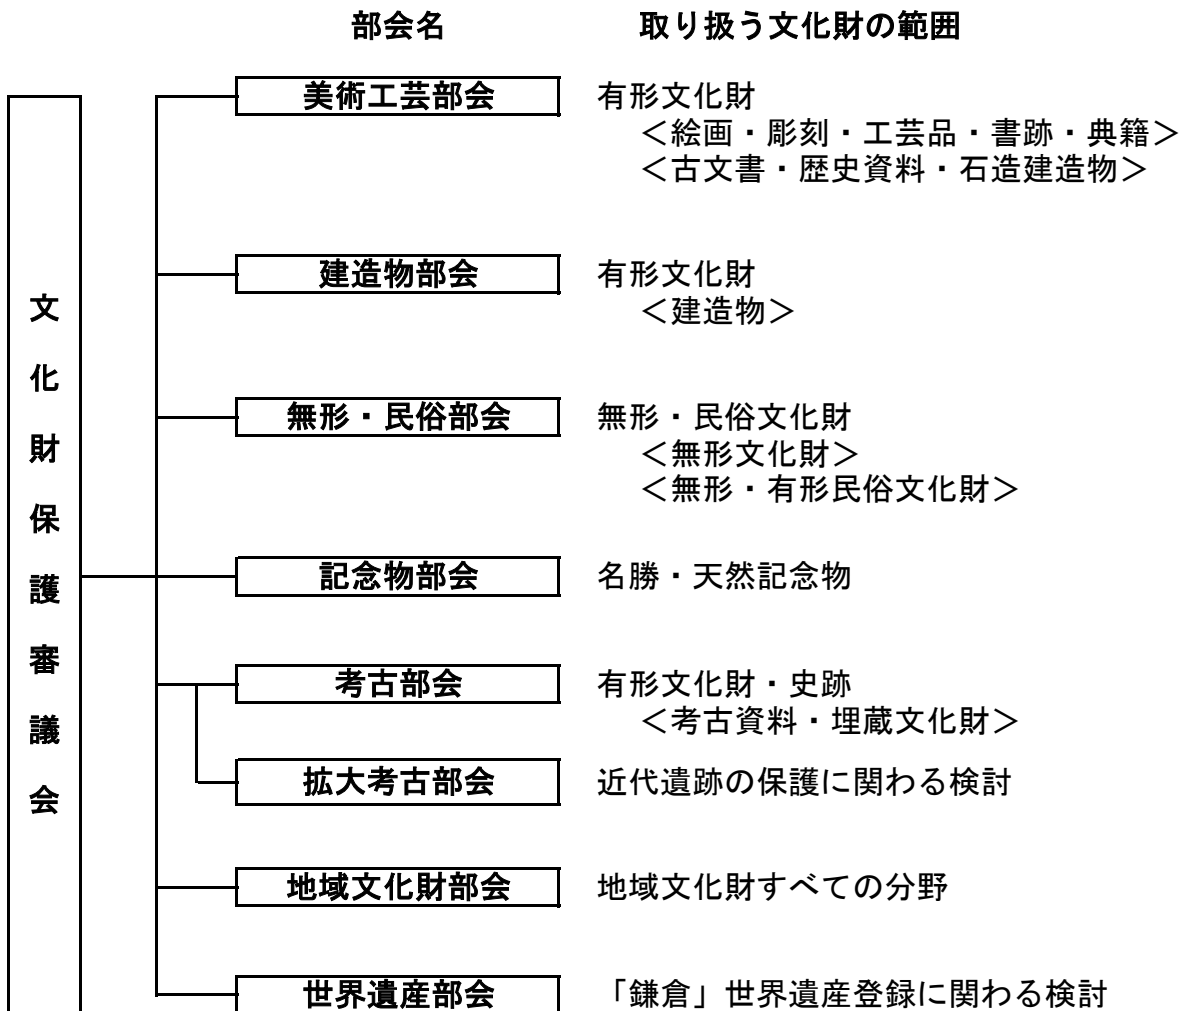 部会名 取り扱う文化財の範囲
文化財保護審議会
美術工芸部会 有形文化財
＜絵画・彫刻・工芸品・書跡・典籍＞
＜古文書・歴史資料・石造建造物＞
建造物部会 有形文化財
＜建造物＞
無形・民俗部会 無形・民俗文化財
＜無形文化財＞
＜無形・有形民俗文化財＞
記念物部会 名勝・天然記念物
考古部会 有形文化財・史跡
＜考古資料・埋蔵文化財＞
拡大考古部会 近代遺跡の保護に関わる検討
地域文化財部会 地域文化財すべての分野
世界遺産部会 「鎌倉」世界遺産登録に関わる検討